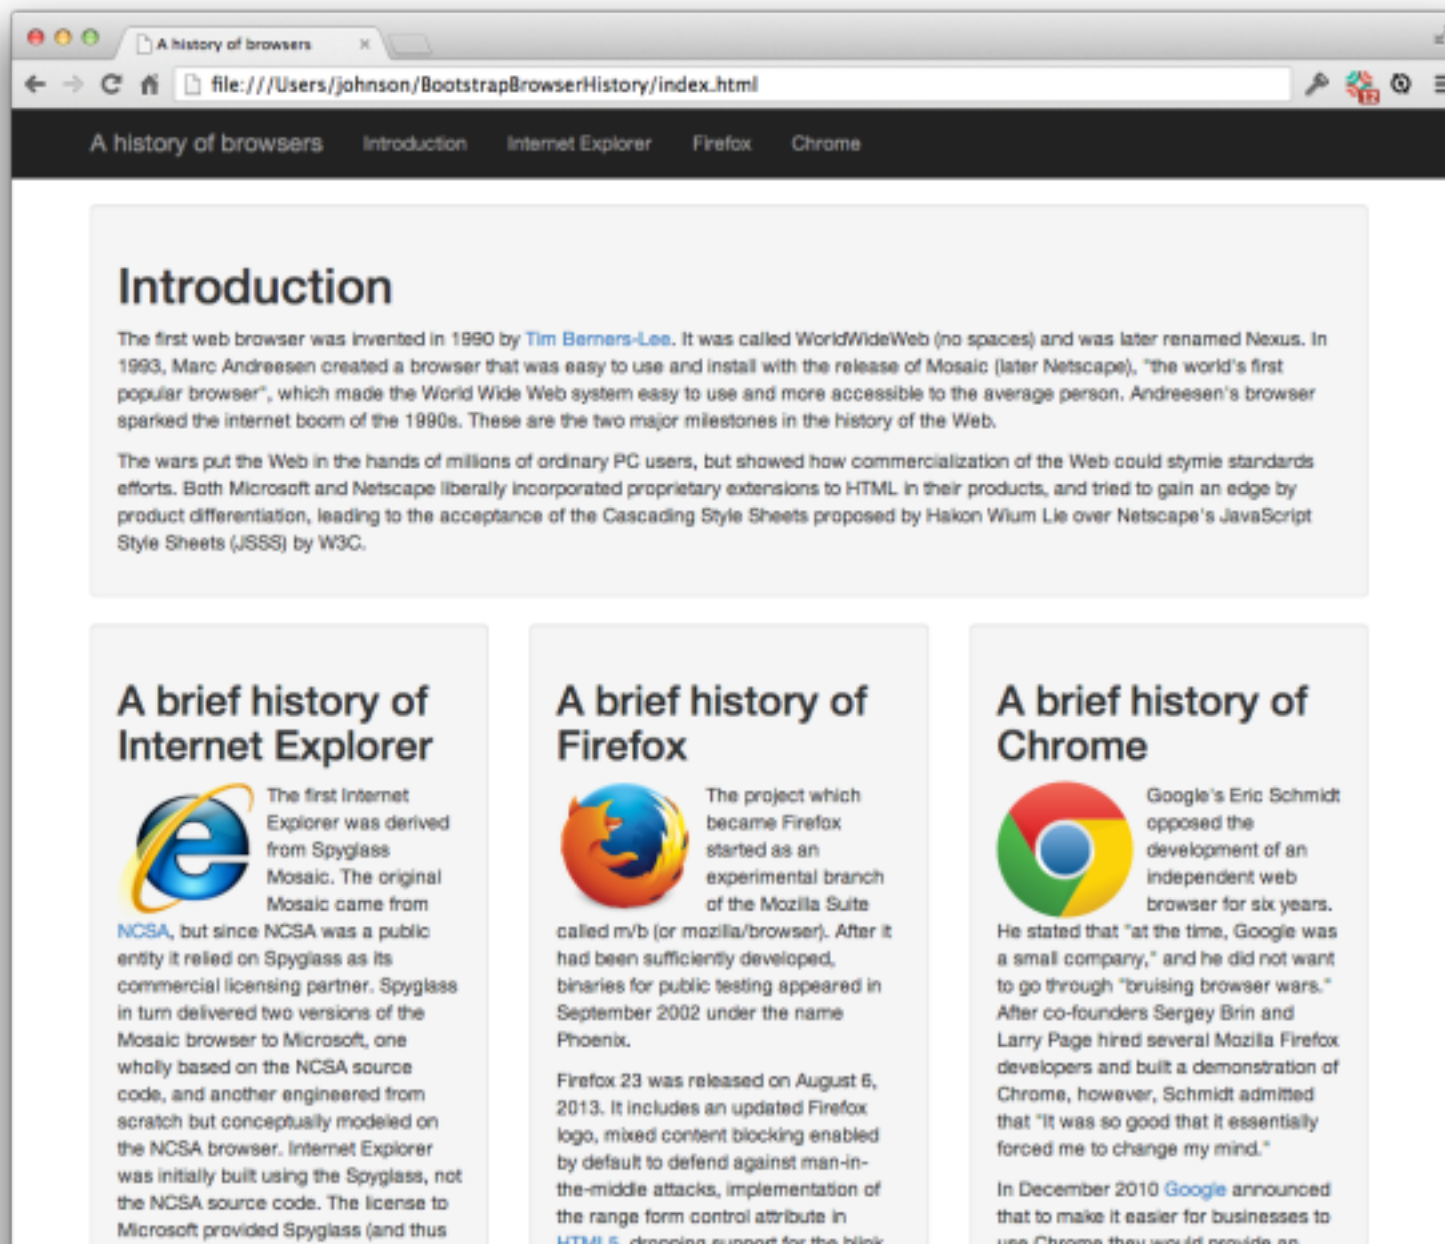 A history of browsers
file:///Users/johnson/BootstrapBrowserHistory/index.html
12
A history of browsers Introduction Internet Explorer Firefox Chrome
Introduction
The first web browser was invented in 1990 by Tim Berners-Lee. It was called WorldWideWeb (no spaces) and was later renamed Nexus. In
1993, Marc Andreesen created a browser that was easy to use and install with the release of Mosaic (later Netscape), "the world's first
popular browser", which made the World Wide Web system easy to use and more accessible to the average person. Andreesen's browser
sparked the internet boom of the 1990s. These are the two major milestones in the history of the Web.
The wars put the Web in the hands of millions of ordinary PC users, but showed how commercialization of the Web could stymie standards
efforts. Both Microsoft and Netscape liberally incorporated proprietary extensions to HTML in their products, and tried to gain an edge by
product differentiation, leading to the acceptance of the Cascading Style Sheets proposed by Hakon Wium Lie over Netscape's JavaScript
Style Sheets (JSSS) by W3C.
A brief history of
Internet Explorer
The first Internet
Explorer was derived
from Spyglass
Mosaic. The original
Mosaic came from
NCSA, but since NCSA was a public
entity it relied on Spyglass as its
commercial licensing partner. Spyglass
in turn delivered two versions of the
Mosaic browser to Microsoft, one
wholly based on the NCSA source
code, and another engineered from
scratch but conceptually modeled on
the NCSA browser. Internet Explorer
was initially built using the Spyglass, not
the NCSA source code. The license to
Microsoft provided Spyglass (and thus
A brief history of
Firefox
The project which
became Firefox
started as an
experimental branch
of the Mozilla Suite
called m/b (or mozilla/browser). After it
had been sufficiently developed,
binaries for public testing appeared in
September 2002 under the name
Phoenix.
Firefox 23 was released on August 6,
2013. It includes an updated Firefox
logo, mixed content blocking enabled
by default to defend against man-in-
the-middle attacks, implementation of
the range form control attribute in
HTML5, dropping support for the blink
A brief history of
Chrome
Google's Eric Schmidt
opposed the
development of an
independent web
browser for six years.
He stated that "at the time, Google was
a small company," and he did not want
to go through "bruising browser wars."
After co-founders Sergey Brin and
Larry Page hired several Mozilla Firefox
developers and built a demonstration of
Chrome, however, Schmidt admitted
that "It was so good that it essentially
forced me to change my mind."
In December 2010 Google announced
that to make it easier for businesses to
use Chrome they would provide an